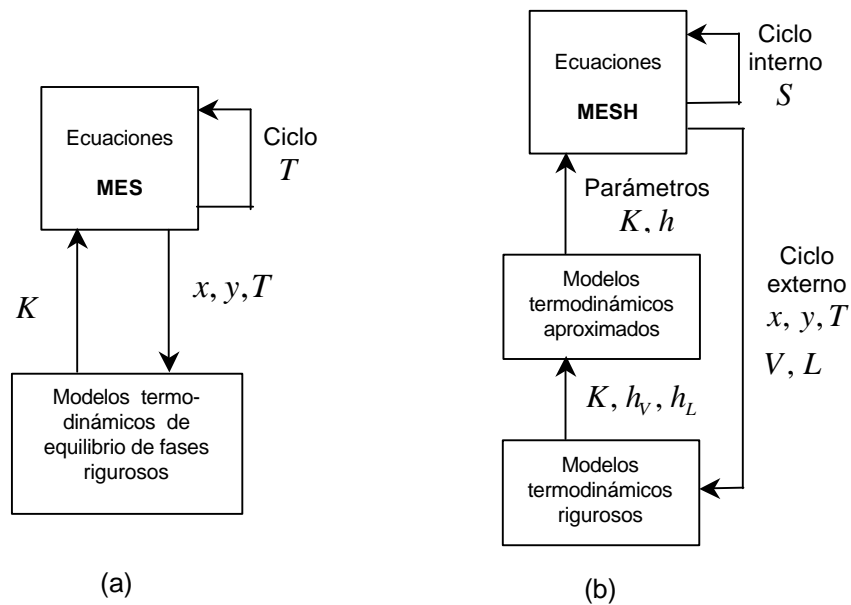 Ecuaciones
MES
Ciclo
T
K
x, y, T
Modelos termo-
dinámicos de
equilibrio de fases
rigurosos
(a)
Ecuaciones
MESH
Ciclo
interno
S
Parámetros
K, h
Modelos
termodinámicos
aproximados
Ciclo
externo
x, y, T
V, L
K, h_V, h_L
Modelos
termodinámicos
rigurosos
(b)